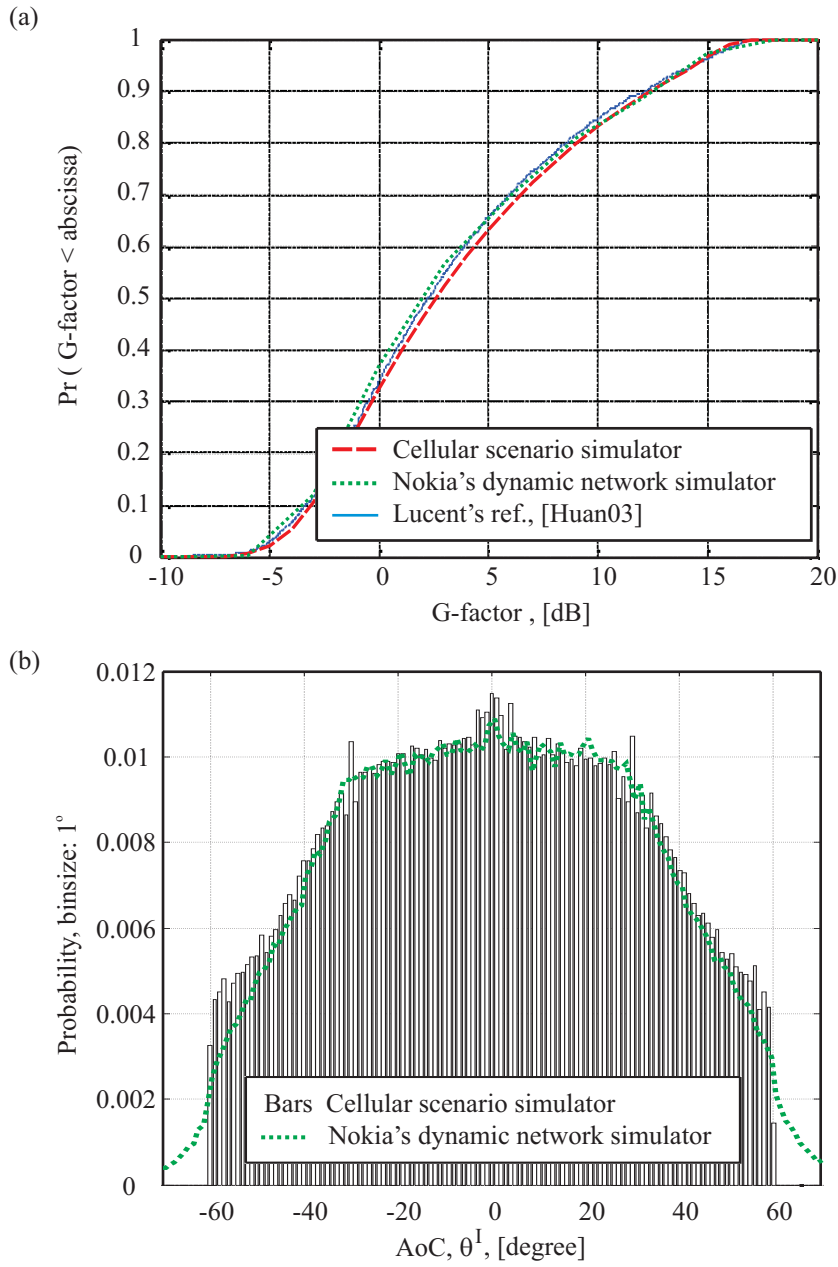 (a)
1
0.9
0.8
0.7
0.6
0.5
0.4
0.3
0.2
0.1
0
Pr ( G-factor < abscissa)
Cellular scenario simulator
Nokia's dynamic network simulator
Lucent's ref., [Huan03]
-10
-5
0
5
10
15
20
G-factor , [dB]
(b)
0.012
0.01
0.008
0.006
0.004
0.002
0
Probability, binsize: 1°
Bars Cellular scenario simulator
Nokia's dynamic network simulator
-60
-40
-20
0
20
40
60
AoC, θ^I, [degree]